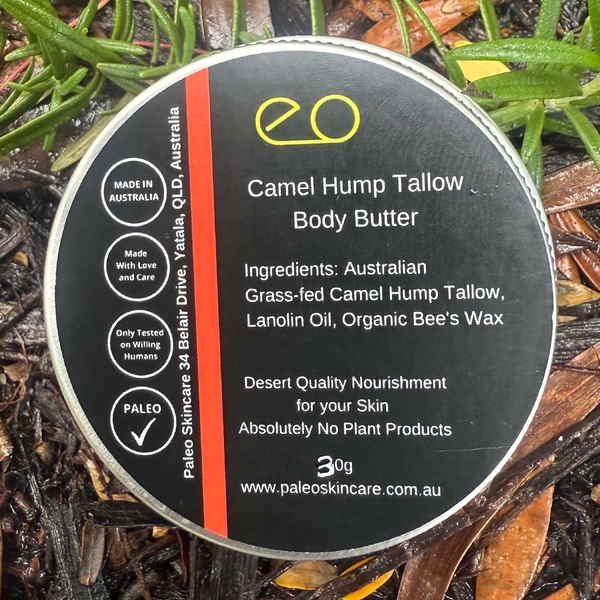 eo
Camel Hump Tallow
Body Butter
Ingredients: Australian
Grass-fed Camel Hump Tallow,
Lanolin Oil, Organic Bee's Wax
Desert Quality Nourishment
for your Skin
Absolutely No Plant Products
30g
www.paleoskincare.com.au
Paleo Skincare 34 Belair Drive, Yatala, QLD, Australia
MADE IN
AUSTRALIA
Made
With Love
and Care
Only Tested
on Willing
Humans
PALEO